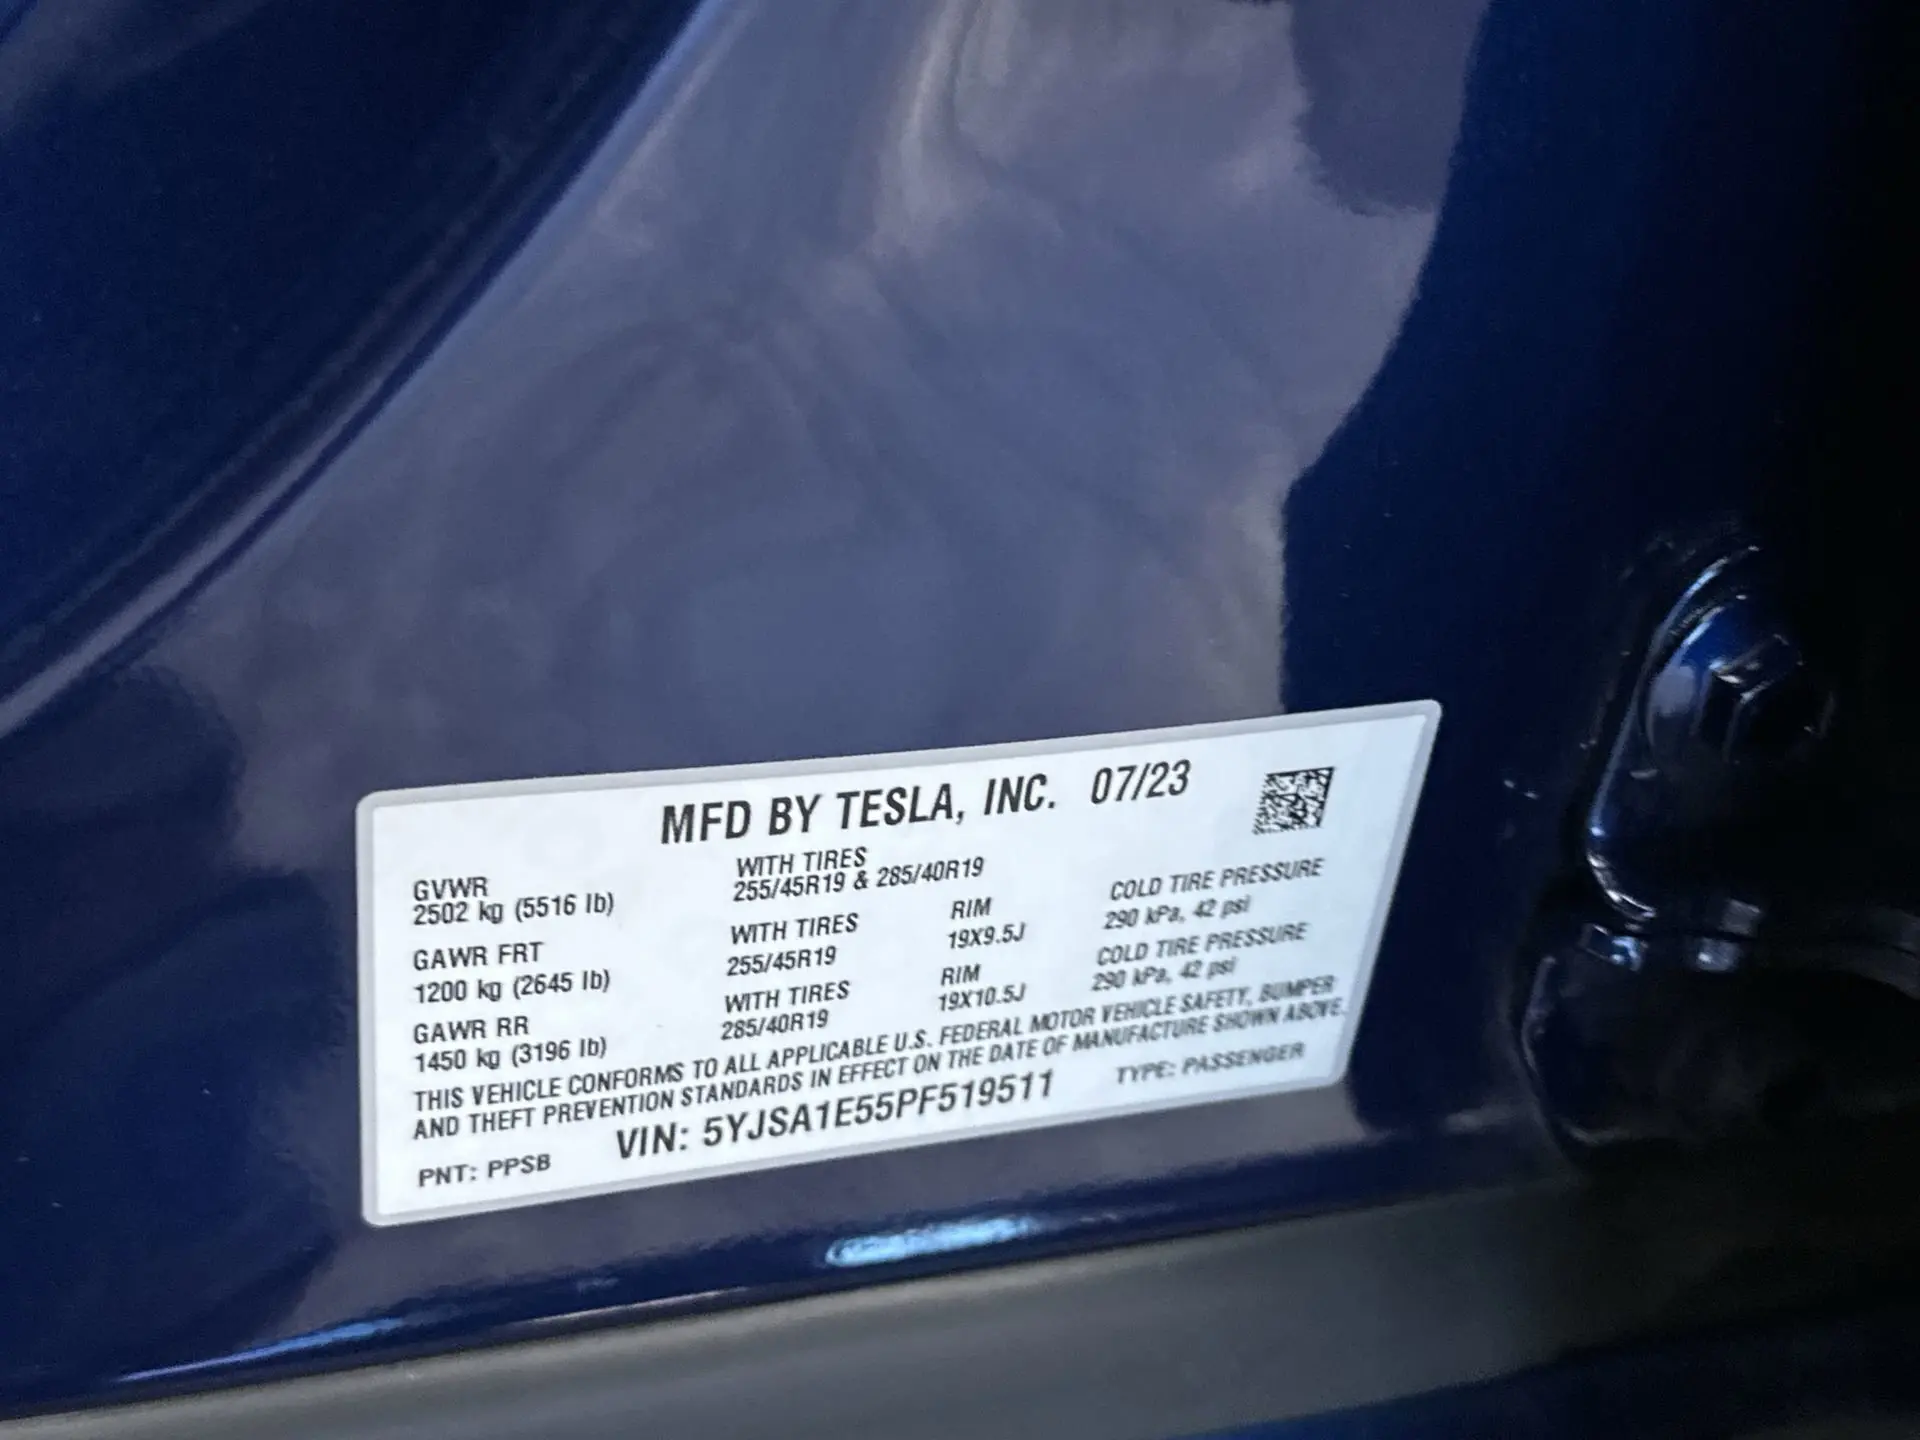 MFD BY TESLA, INC. 07/23
GVWR
2502 kg (5516 lb)
WITH TIRES
255/45R19 & 285/40R19
GAWR FRT
1200 kg (2645 lb)
WITH TIRES
255/45R19
RIM
19X9.5J
COLD TIRE PRESSURE
290 kPa, 42 psi
GAWR RR
1450 kg (3196 lb)
WITH TIRES
285/40R19
RIM
19X10.5J
COLD TIRE PRESSURE
290 kPa, 42 psi
THIS VEHICLE CONFORMS TO ALL APPLICABLE U.S. FEDERAL MOTOR VEHICLE SAFETY, BUMPER
AND THEFT PREVENTION STANDARDS IN EFFECT ON THE DATE OF MANUFACTURE SHOWN ABOVE.
PNT: PPSB
VIN: 5YJSA1E55PF519511
TYPE: PASSENGER